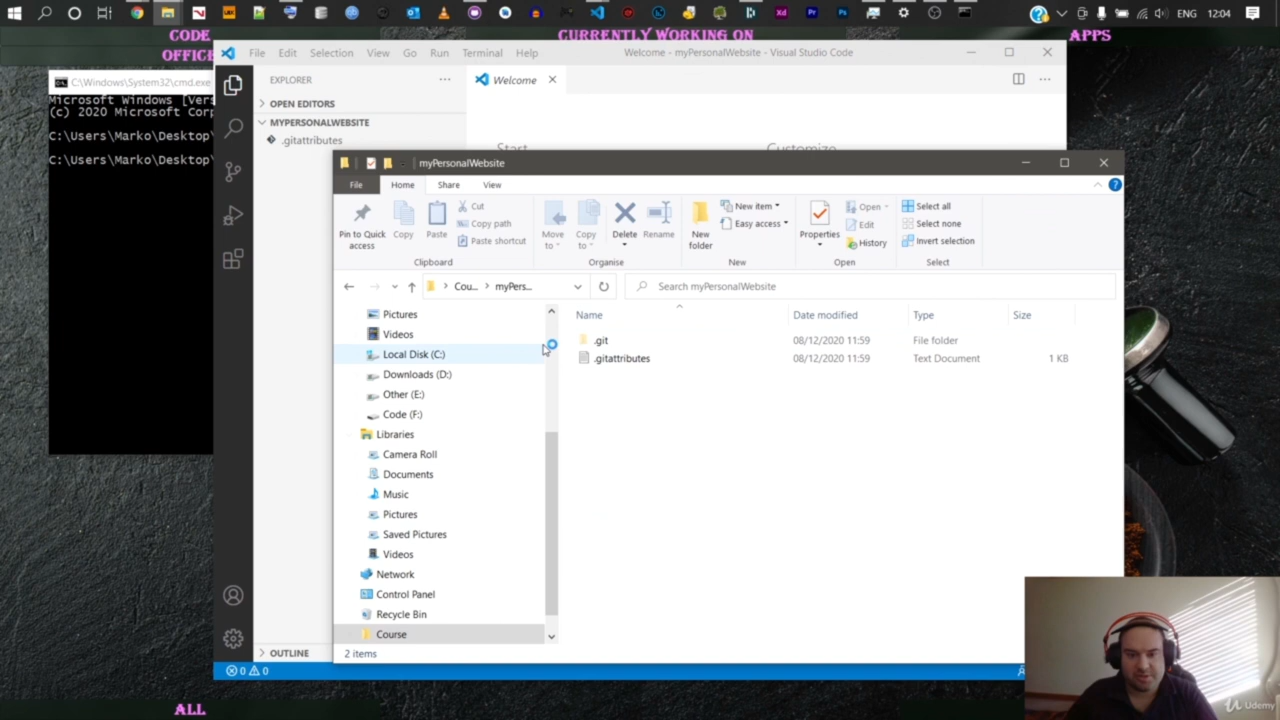 ENG 12:04
CODE
CURRENTLY WORKING ON
APPS
OFFIC
File Edit Selection View Go Run Terminal Help
Welcome - myPersonalWebsite - Visual Studio Code
C:\Windows\System32\cmd.exe
EXPLORER
Welcome
Microsoft Windows [Vers
(c) 2020 Microsoft Corp
OPEN EDITORS
MYPERSONALWEBSITE
C:\Users\Marko\Desktop\
.gitattributes
C:\Users\Marko\Desktop\
Start
Customize
myPersonalWebsite
File Home Share View
Pin to Quick access
Copy
Paste
Cut
Copy path
Paste shortcut
Clipboard
Move to
Copy to
Delete
Rename
Organise
New folder
New item
Easy access
New
Properties
Open
Edit
History
Open
Select all
Select none
Invert selection
Select
Cou... myPers...
Search myPersonalWebsite
Name Date modified Type Size
.git 08/12/2020 11:59 File folder
.gitattributes 08/12/2020 11:59 Text Document 1 KB
Pictures
Videos
Local Disk (C:)
Downloads (D:)
Other (E:)
Code (F:)
Libraries
Camera Roll
Documents
Music
Pictures
Saved Pictures
Videos
Network
Control Panel
Recycle Bin
Course
2 items
OUTLINE
0 0
ALL
Udemy